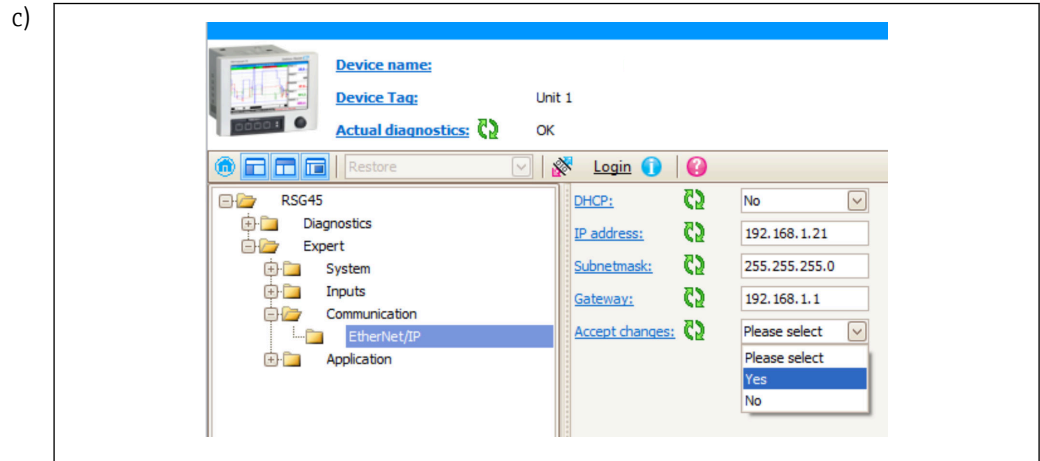 c)
Device name:
Device Tag: Unit 1
Actual diagnostics: OK
Restore Login
RSG45
Diagnostics
Expert
System
Inputs
Communication
EtherNet/IP
Application
DHCP: No
IP address: 192.168.1.21
Subnetmask: 255.255.255.0
Gateway: 192.168.1.1
Accept changes: Please select
Please select
Yes
No